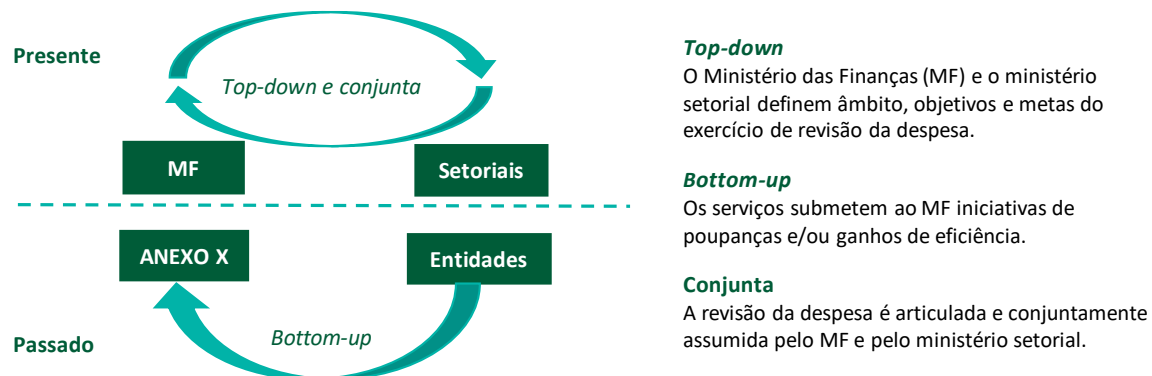 Presente
Top-down e conjunta
MF
Setoriais
ANEXO X
Entidades
Bottom-up
Passado
Top-down
O Ministério das Finanças (MF) e o ministério
setorial definem âmbito, objetivos e metas do
exercício de revisão da despesa.
Bottom-up
Os serviços submetem ao MF iniciativas de
poupanças e/ou ganhos de eficiência.
Conjunta
A revisão da despesa é articulada e conjuntamente
assumida pelo MF e pelo ministério setorial.